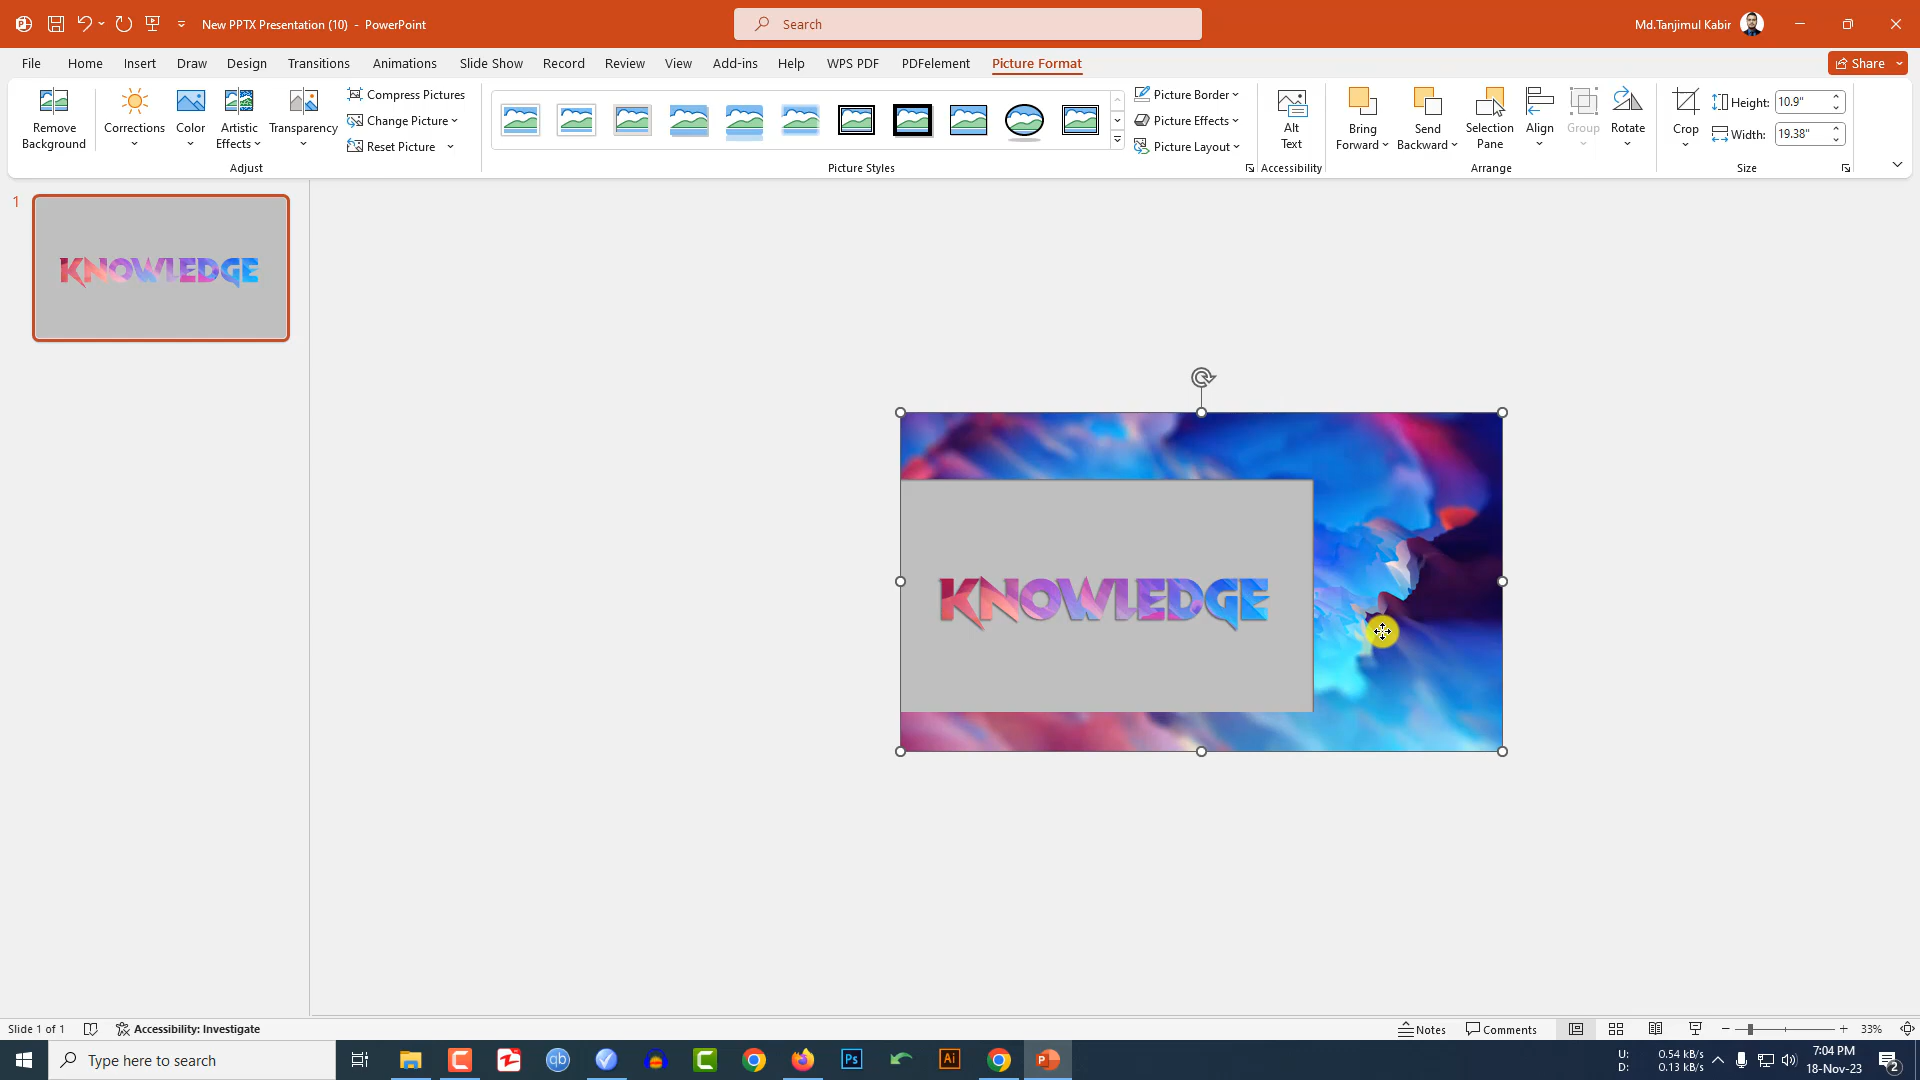 New PPTX Presentation (10) - PowerPoint
Search
Md.Tanjimul Kabir
File Home Insert Draw Design Transitions Animations Slide Show Record Review View Add-ins Help WPS PDF PDFelement Picture Format
Share
Remove Background
Corrections
Color
Artistic Effects
Transparency
Compress Pictures
Change Picture
Reset Picture
Adjust
Picture Styles
Picture Border
Picture Effects
Picture Layout
Alt Text
Accessibility
Bring Forward
Send Backward
Selection Pane
Align
Group
Rotate
Arrange
Crop
Height: 10.9"
Width: 19.38"
Size
1
KNOWLEDGE
KNOWLEDGE
Slide 1 of 1
Accessibility: Investigate
Notes
Comments
33%
Type here to search
qb
Ps
Ai
P
U: 0.54 kB/s
D: 0.13 kB/s
7:04 PM
18-Nov-23
2